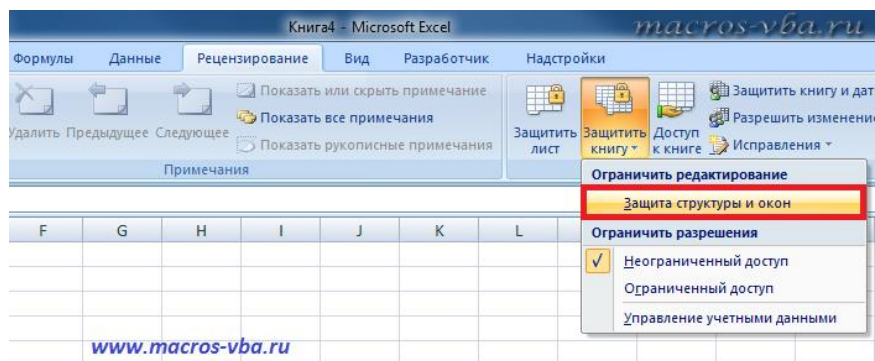 Книга4 - Microsoft Excel
macros-vba.ru
Формулы Данные Рецензирование Вид Разработчик Надстройки
Удалить Предыдущее Следующее
Показать или скрыть примечание
Показать все примечания
Показать рукописные примечания
Примечания
Защитить лист
Защитить книгу
Доступ к книге
Защитить книгу и дат
Разрешить изменени
Исправления
Ограничить редактирование
Защита структуры и окон
Ограничить разрешения
Неограниченный доступ
Ограниченный доступ
Управление учетными данными
F G H I J K L
www.macros-vba.ru